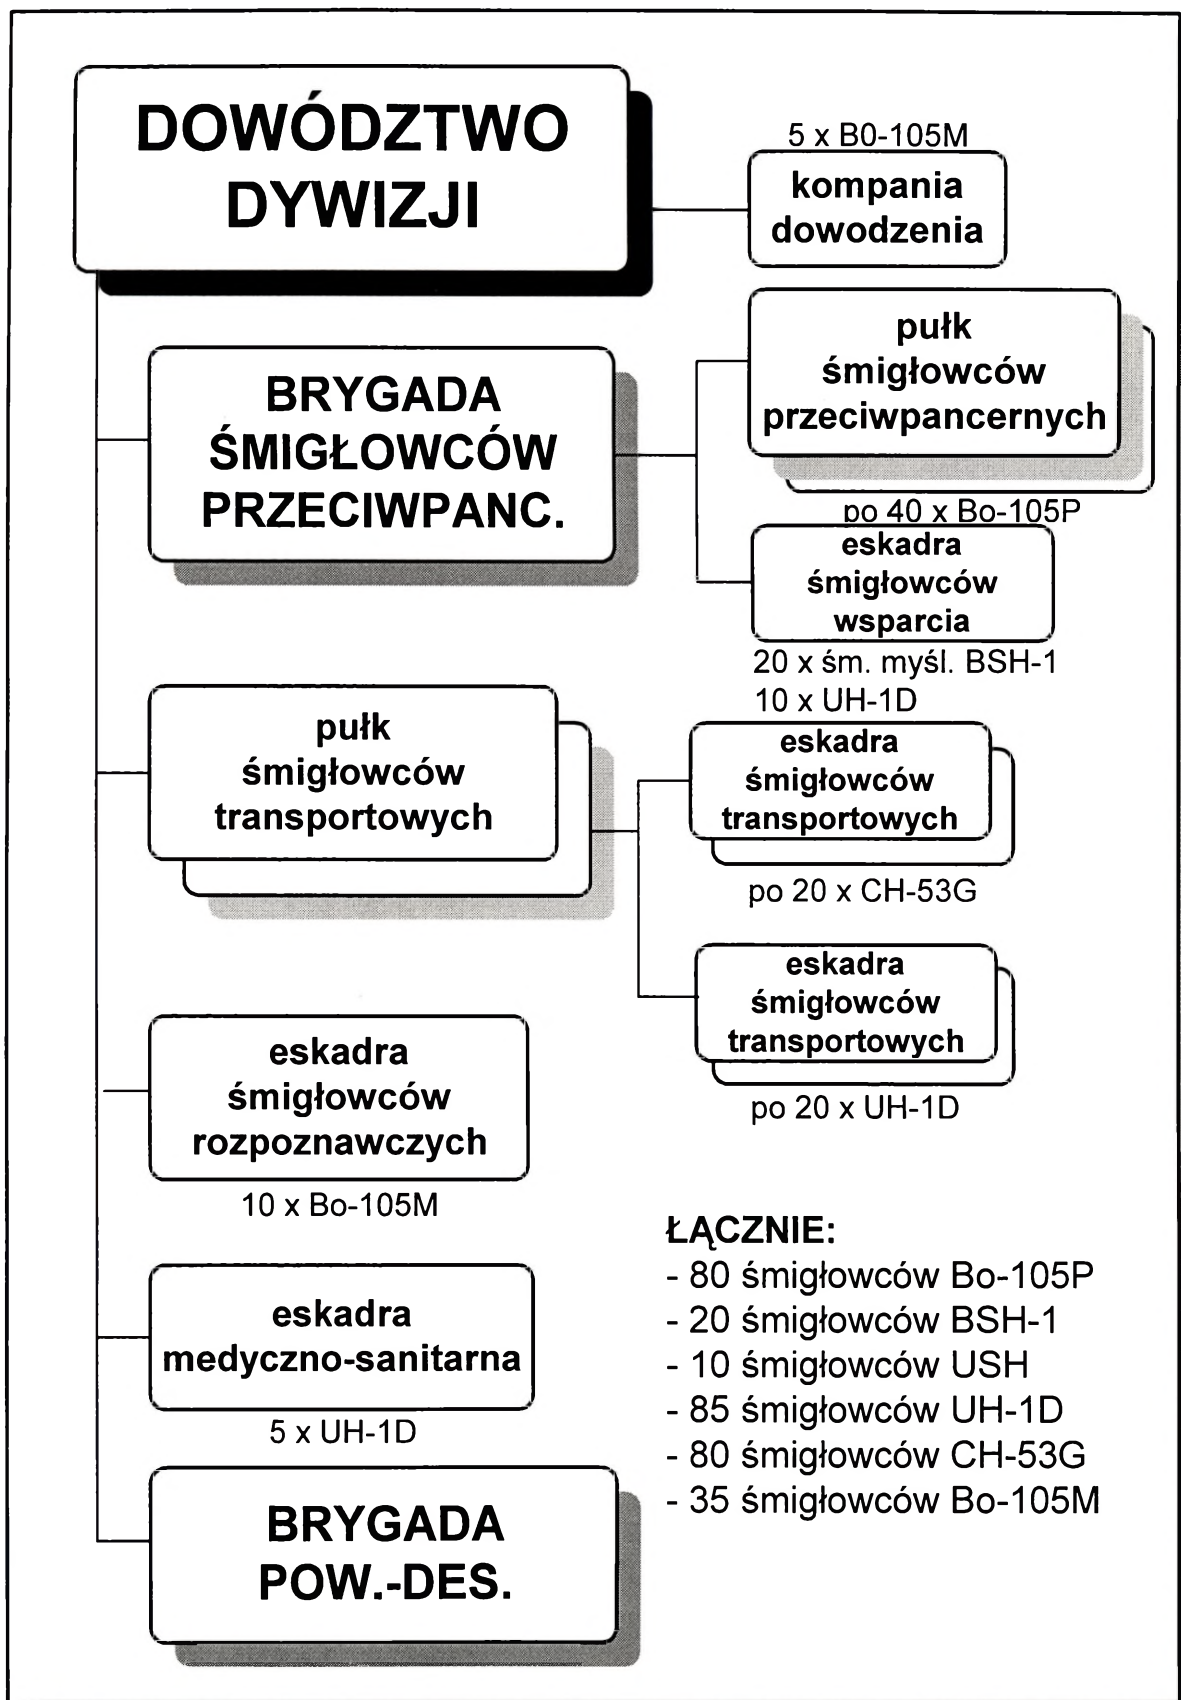 DOWÓDZTWO
DYWIZJI
5 x B0-105M
kompania
dowodzenia
BRYGADA
ŚMIGŁOWCÓW
PRZECIWPANC.
pułk
śmigłowców
przeciwpancernych
po 40 x Bo-105P
eskadra
śmigłowców
wsparcia
20 x śm. myśl. BSH-1
10 x UH-1D
pułk
śmigłowców
transportowych
eskadra
śmigłowców
transportowych
po 20 x CH-53G
eskadra
śmigłowców
transportowych
po 20 x UH-1D
eskadra
śmigłowców
rozpoznawczych
10 x Bo-105M
eskadra
medyczno-sanitarna
5 x UH-1D
BRYGADA
POW.-DES.
ŁĄCZNIE:
- 80 śmigłowców Bo-105P
- 20 śmigłowców BSH-1
- 10 śmigłowców USH
- 85 śmigłowców UH-1D
- 80 śmigłowców CH-53G
- 35 śmigłowców Bo-105M